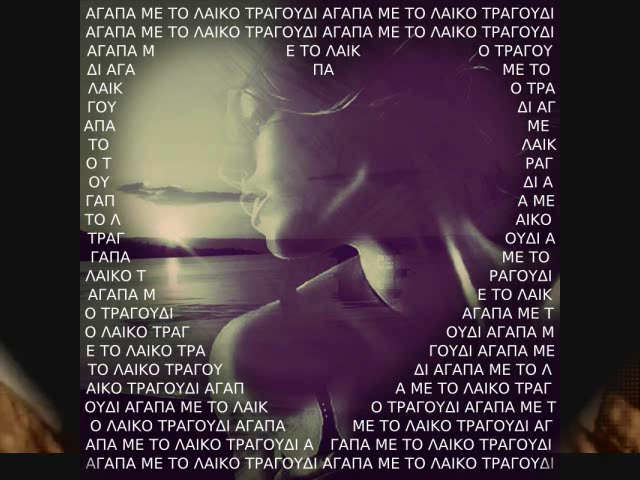 ΑΓΑΠΑ ΜΕ ΤΟ ΛΑΙΚΟ ΤΡΑΓΟΥΔΙ ΑΓΑΠΑ ΜΕ ΤΟ ΛΑΙΚΟ ΤΡΑΓΟΥΔΙ
ΑΓΑΠΑ ΜΕ ΤΟ ΛΑΙΚΟ ΤΡΑΓΟΥΔΙ ΑΓΑΠΑ ΜΕ ΤΟ ΛΑΙΚΟ ΤΡΑΓΟΥΔΙ
ΑΓΑΠΑ Μ Ε ΤΟ ΛΑΙΚ Ο ΤΡΑΓΟΥ
ΔΙ ΑΓΑ ΠΑ ΜΕ ΤΟ
ΛΑΙΚ Ο ΤΡΑ
ΓΟΥ ΔΙ ΑΓ
ΑΠΑ ΜΕ
ΤΟ ΛΑΙΚ
Ο Τ ΡΑΓ
ΟΥ ΔΙ Α
ΓΑΠ Α ΜΕ
ΤΟ Λ ΑΙΚΟ
ΤΡΑΓ ΟΥΔΙ Α
ΓΑΠΑ ΜΕ ΤΟ
ΛΑΙΚΟ Τ ΡΑΓΟΥΔΙ
ΑΓΑΠΑ Μ Ε ΤΟ ΛΑΙΚ
Ο ΤΡΑΓΟΥΔΙ ΑΓΑΠΑ ΜΕ Τ
Ο ΛΑΙΚΟ ΤΡΑΓ ΟΥΔΙ ΑΓΑΠΑ Μ
Ε ΤΟ ΛΑΙΚΟ ΤΡΑ ΓΟΥΔΙ ΑΓΑΠΑ ΜΕ
ΤΟ ΛΑΙΚΟ ΤΡΑΓΟΥ ΔΙ ΑΓΑΠΑ ΜΕ ΤΟ Λ
ΑΙΚΟ ΤΡΑΓΟΥΔΙ ΑΓΑΠ Α ΜΕ ΤΟ ΛΑΙΚΟ ΤΡΑΓ
ΟΥΔΙ ΑΓΑΠΑ ΜΕ ΤΟ ΛΑΙΚ Ο ΤΡΑΓΟΥΔΙ ΑΓΑΠΑ ΜΕ Τ
Ο ΛΑΙΚΟ ΤΡΑΓΟΥΔΙ ΑΓΑΠΑ ΜΕ ΤΟ ΛΑΙΚΟ ΤΡΑΓΟΥΔΙ ΑΓ
ΑΠΑ ΜΕ ΤΟ ΛΑΙΚΟ ΤΡΑΓΟΥΔΙ Α ΓΑΠΑ ΜΕ ΤΟ ΛΑΙΚΟ ΤΡΑΓΟΥΔΙ
ΑΓΑΠΑ ΜΕ ΤΟ ΛΑΙΚΟ ΤΡΑΓΟΥΔΙ ΑΓΑΠΑ ΜΕ ΤΟ ΛΑΙΚΟ ΤΡΑΓΟΥΔΙ